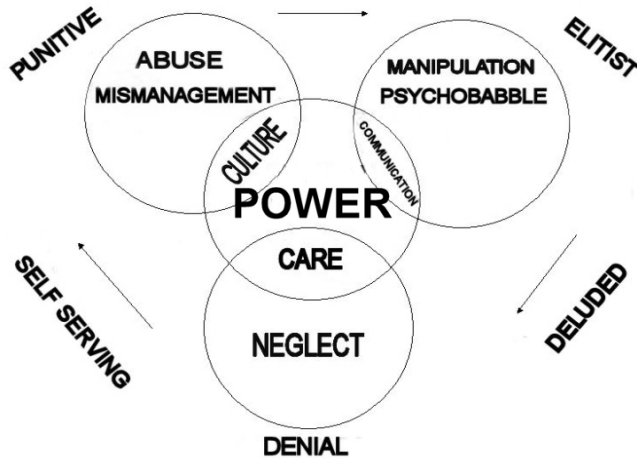 PUNITIVE
ELITIST
ABUSE
MISMANAGEMENT
MANIPULATION
PSYCHOBABBLE
CULTURE
COMMUNICATION
POWER
CARE
SELF SERVING
DELUDED
NEGLECT
DENIAL